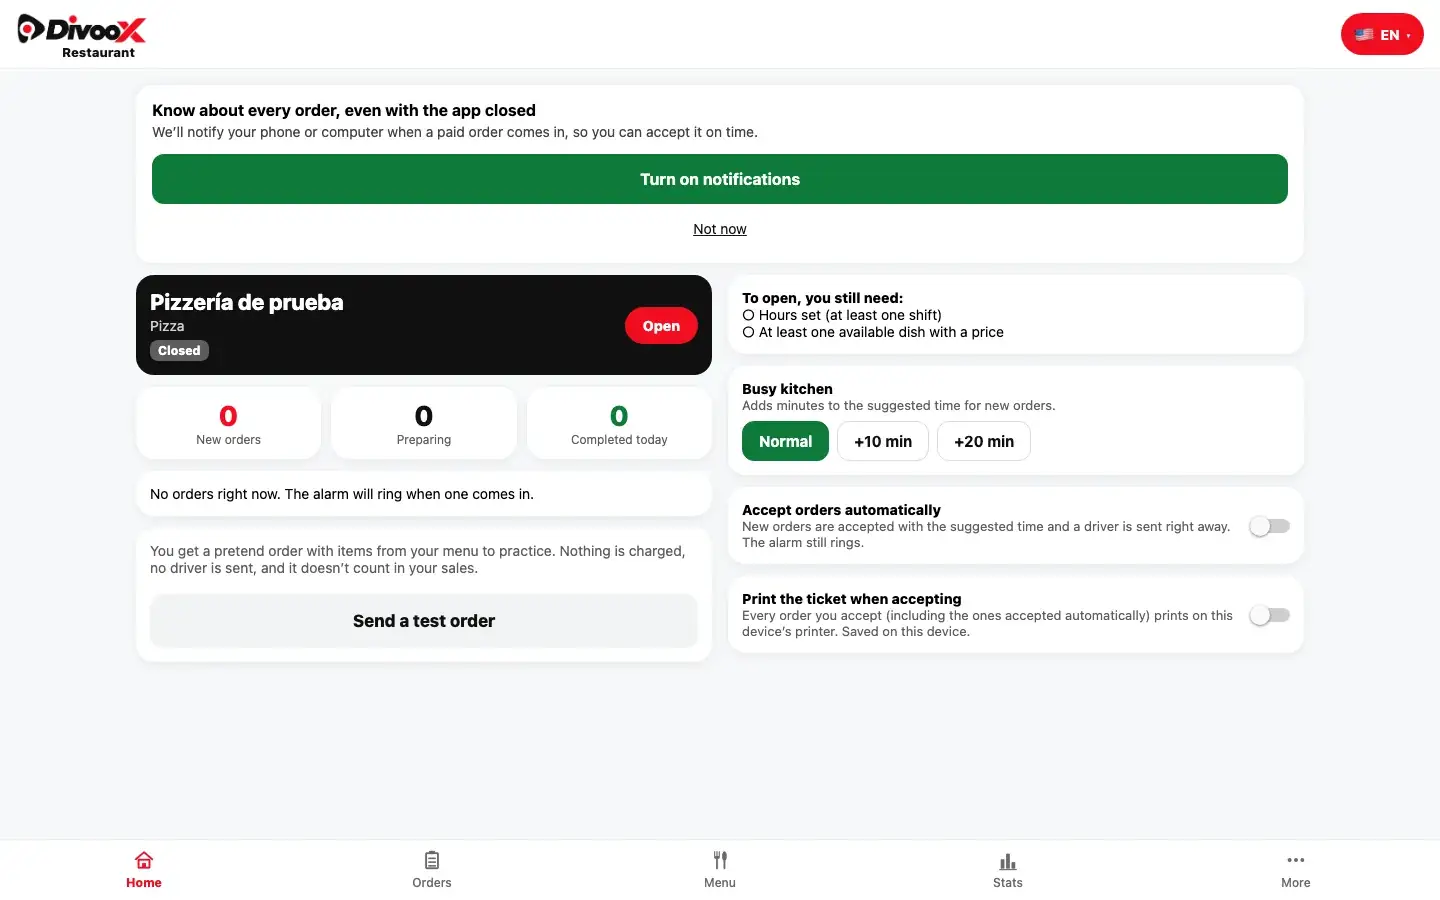 DivooX
Restaurant
EN
Know about every order, even with the app closed
We’ll notify your phone or computer when a paid order comes in, so you can accept it on time.
Turn on notifications
Not now
Pizzería de prueba
Pizza
Closed
Open
0
New orders
0
Preparing
0
Completed today
No orders right now. The alarm will ring when one comes in.
You get a pretend order with items from your menu to practice. Nothing is charged,
no driver is sent, and it doesn’t count in your sales.
Send a test order
To open, you still need:
Hours set (at least one shift)
At least one available dish with a price
Busy kitchen
Adds minutes to the suggested time for new orders.
Normal
+10 min
+20 min
Accept orders automatically
New orders are accepted with the suggested time and a driver is sent right away.
The alarm still rings.
Print the ticket when accepting
Every order you accept (including the ones accepted automatically) prints on this
device’s printer. Saved on this device.
Home
Orders
Menu
Stats
More